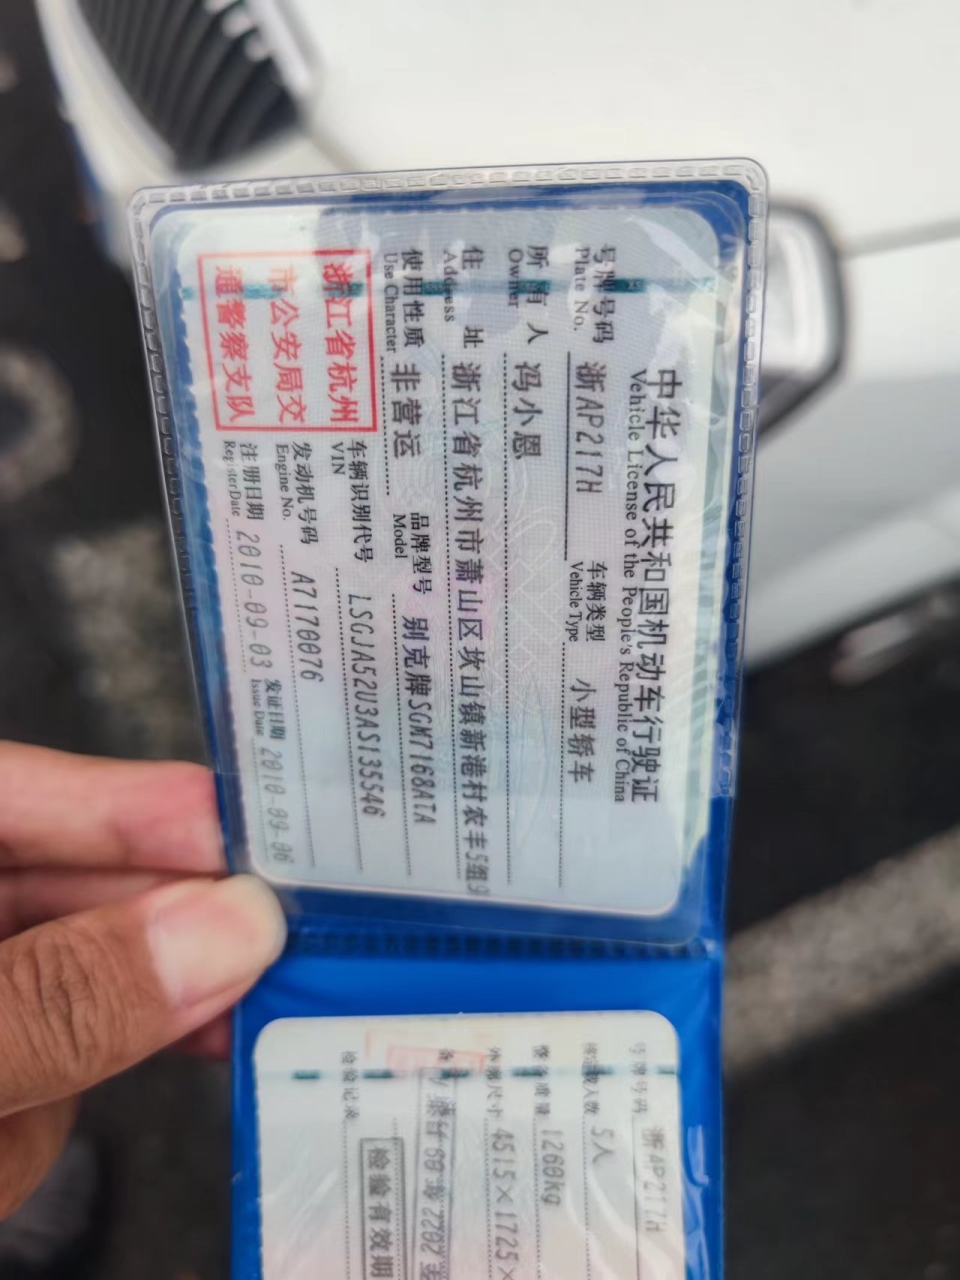 中华人民共和国机动车行驶证
Vehicle License of the People's Republic of China
号牌号码 浙AP217H 车辆类型 小型轿车
Plate No. Vehicle Type
所有人 冯小恩
Owner
住址 浙江省杭州市萧山区坎山镇新港村农丰5组9
Address
使用性质 非营运 品牌型号 别克牌SGM7168ATA
Use Character Model
浙江省杭州
市公安局交
通警察支队
车辆识别代号 LSGJA52U3AS135546
VIN
发动机号码 A7170076
Engine No.
注册日期 2010-09-03 发证日期 2010-09-06
Register Date Issue Date
号牌号码 浙AP217H
5人
整备质量 1260kg
外廓尺寸 4515×1725×
检验记录
检验有效期